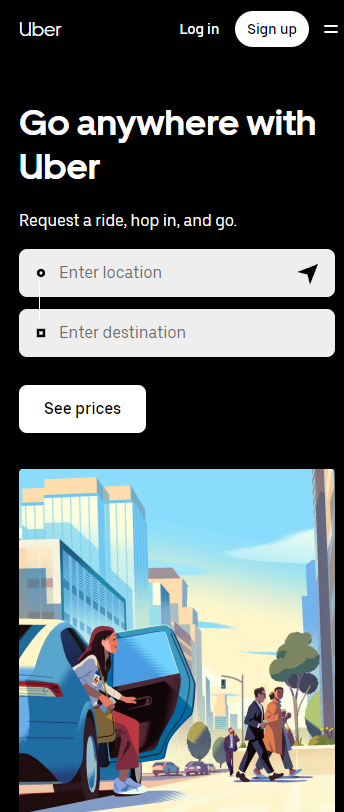 Uber
Log in
Sign up
Go anywhere with
Uber
Request a ride, hop in, and go.
Enter location
Enter destination
See prices